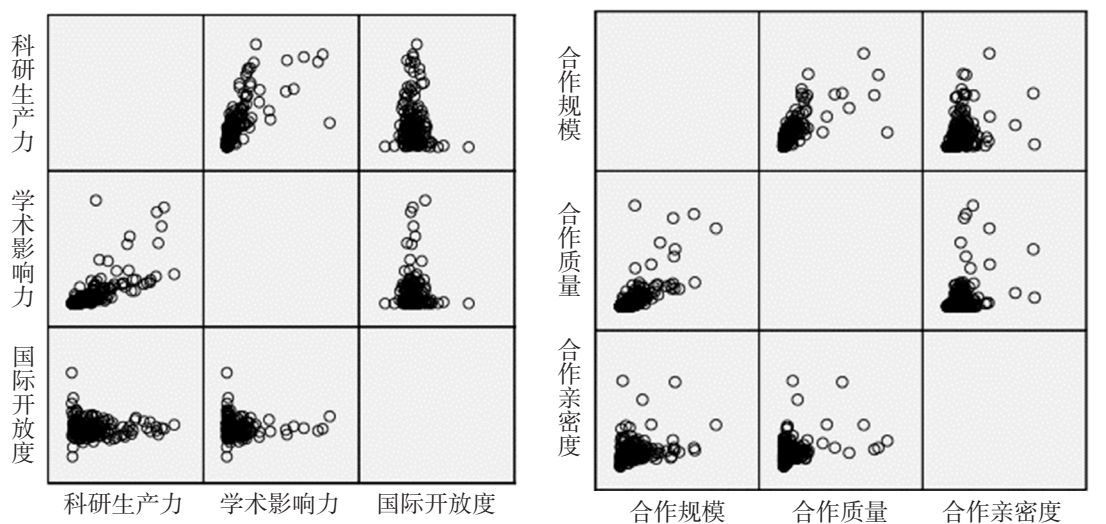 科研生产力
学术影响力
国际开放度
科研生产力 学术影响力 国际开放度
合作规模
合作质量
合作亲密度
合作规模 合作质量 合作亲密度